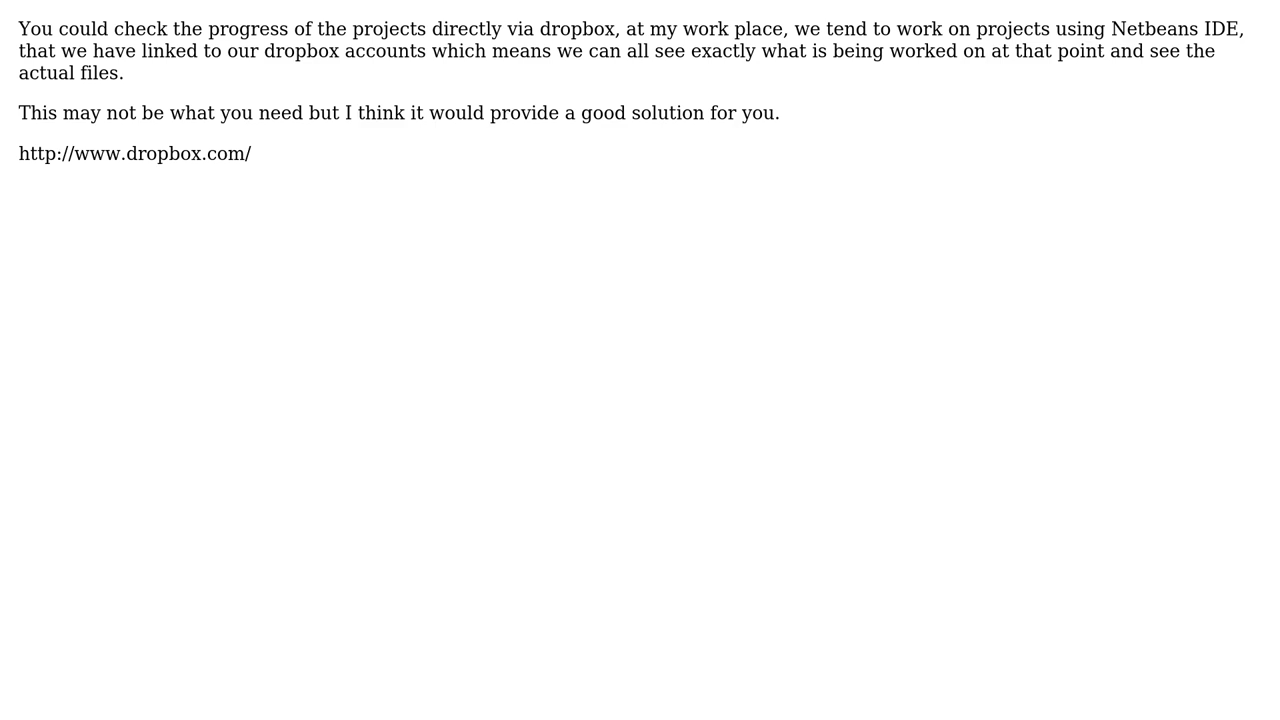 You could check the progress of the projects directly via dropbox, at my work place, we tend to work on projects using Netbeans IDE,
that we have linked to our dropbox accounts which means we can all see exactly what is being worked on at that point and see the
actual files.
This may not be what you need but I think it would provide a good solution for you.
http://www.dropbox.com/